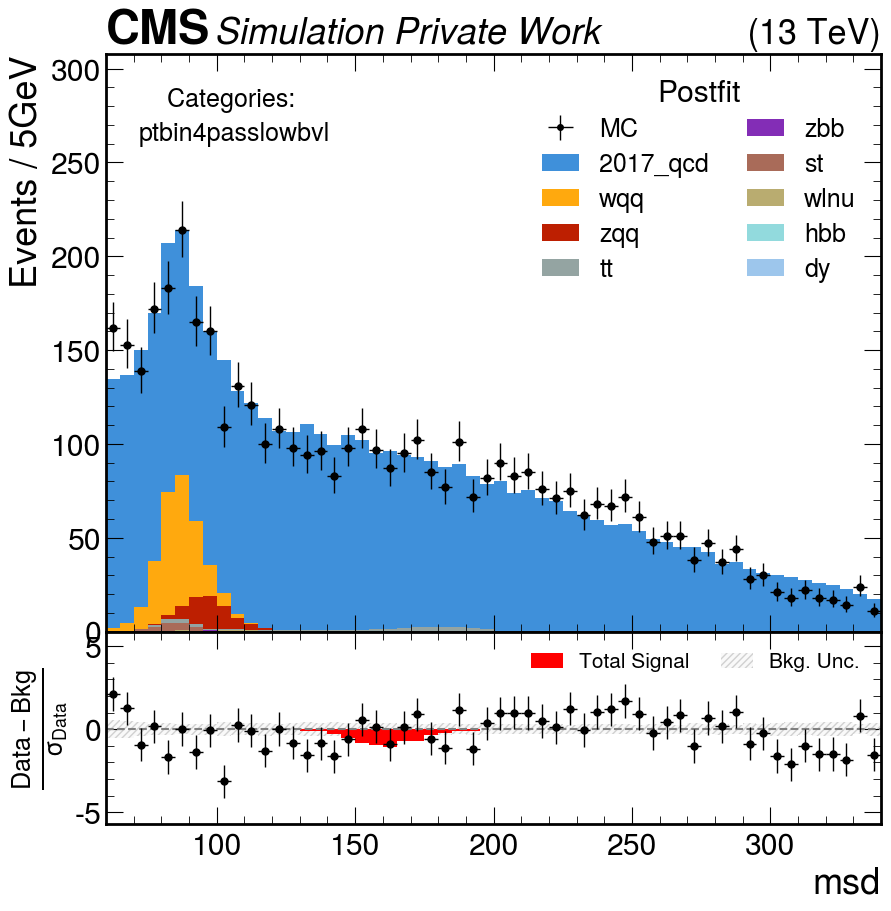 CMS Simulation Private Work (13 TeV)
Events / 5GeV
300
250
200
150
100
50
0
Categories:
ptbin4passlowbvl
Postfit
MC
2017_qcd
wqq
zqq
tt
zbb
st
wlnu
hbb
dy
Data − Bkg
σData
5
0
-5
Total Signal
Bkg. Unc.
100 150 200 250 300
msd